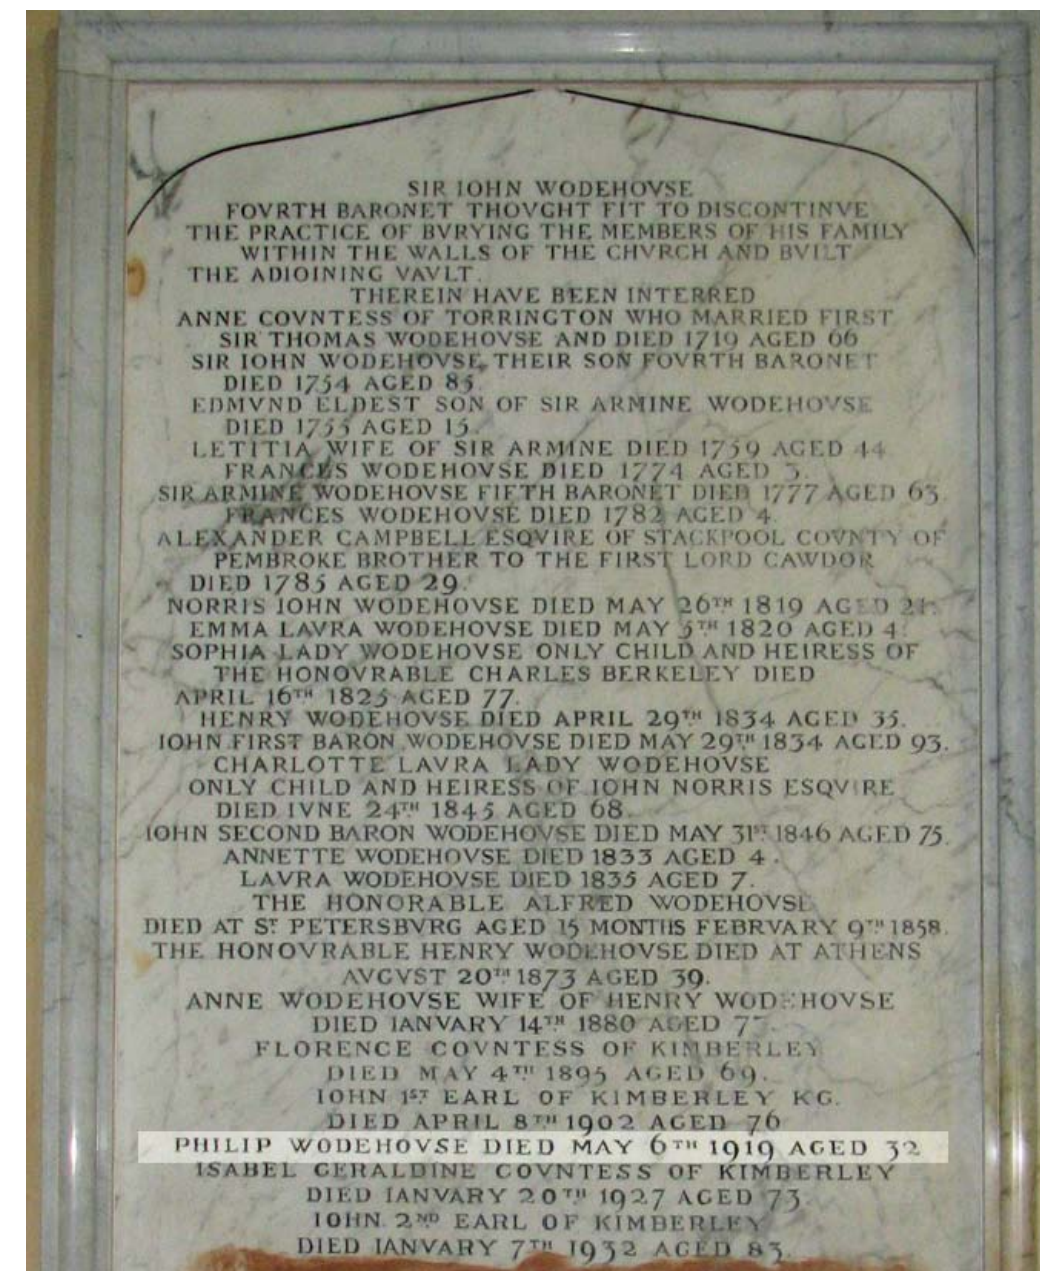 SIR IOHN WODEHOVSE
FOVRTH BARONET THOVGHT FIT TO DISCONTINVE
THE PRACTICE OF BVRYING THE MEMBERS OF HIS FAMILY
WITHIN THE WALLS OF THE CHVRCH AND BVILT
THE ADIOINING VAVLT.
THEREIN HAVE BEEN INTERRED
ANNE COVNTESS OF TORRINGTON WHO MARRIED FIRST
SIR THOMAS WODEHOVSE AND DIED 1719 AGED 66
SIR IOHN WODEHOVSE, THEIR SON FOVRTH BARONET
DIED 1754 AGED 85.
EDMVND ELDEST SON OF SIR ARMINE WODEHOVSE
DIED 1755 AGED 15.
LETITIA WIFE OF SIR ARMINE DIED 1759 AGED 44
FRANCES WODEHOVSE DIED 1774 AGED
SIR ARMINE WODEHOVSE FIFTH BARONET DIED 1777 AGED 63.
FRANCES WODEHOVSE DIED 1782 AGED 4.
ALEXANDER CAMPBELL ESQVIRE OF STACKPOOL COVNTY OF
PEMBROKE BROTHER TO THE FIRST LORD CAWDOR
DIED 1785 AGED 29.
NORRIS IOHN WODEHOVSE DIED MAY 26TH 1819 AGED
EMMA LAVRA WODEHOVSE DIED MAY 5TH 1820 AGED 4.
SOPHIA LADY WODEHOVSE ONLY CHILD AND HEIRESS OF
THE HONOVRABLE CHARLES BERKELEY DIED
APRIL 16TH 1825 AGED 77.
HENRY WODEHOVSE DIED APRIL 29TH 1834 AGED 35.
IOHN FIRST BARON WODEHOVSE DIED MAY 29TH 1834 AGED 93.
CHARLOTTE LAVRA LADY WODEHOVSE
ONLY CHILD AND HEIRESS OF IOHN NORRIS ESQVIRE
DIED IVNE 24TH 1845 AGED 68.
IOHN SECOND BARON WODEHOVSE DIED MAY 31ST 1846 AGED 75.
ANNETTE WODEHOVSE DIED 1833 AGED 4.
LAVRA WODEHOVSE DIED 1835 AGED 7.
THE HONORABLE ALFRED WODEHOVSE
DIED AT ST PETERSBVRG AGED 15 MONTHS FEBRVARY 9TH 1858.
THE HONOVRABLE HENRY WODEHOVSE DIED AT ATHENS
AVGVST 20TH 1873 AGED 39.
ANNE WODEHOVSE WIFE OF HENRY WODEHOVSE
DIED IANVARY 14TH 1880 AGED
FLORENCE COVNTESS OF KIMBERLEY
DIED MAY 4TH 1895 AGED 69.
IOHN 1ST EARL OF KIMBERLEY KG.
DIED APRIL 8TH 1902 AGED 76
PHILIP WODEHOVSE DIED MAY 6TH 1919 AGED 32
ISABEL GERALDINE COVNTESS OF KIMBERLEY
DIED IANVARY 20TH 1927 AGED 73.
IOHN 2ND EARL OF KIMBERLEY
DIED IANVARY 7TH 1932 AGED 83.